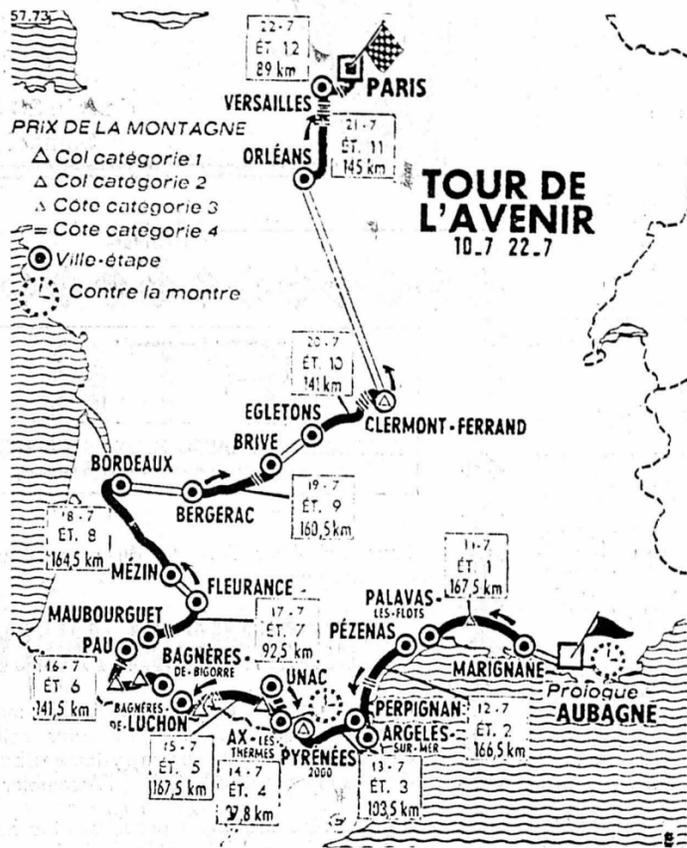 57.73
22-7
ÉT. 12
89 km
PARIS
VERSAILLES
PRIX DE LA MONTAGNE
Col catégorie 1
Col catégorie 2
Côte catégorie 3
Côte catégorie 4
Ville-étape
Contre la montre
21-7
ÉT. 11
145 km
ORLÉANS
TOUR DE
L'AVENIR
10_7 22_7
20-7
ÉT. 10
141 km
CLERMONT-FERRAND
EGLETONS
BRIVE
BORDEAUX
BERGERAC
19-7
ÉT. 9
160,5 km
18-7
ÉT. 8
164,5 km
MÉZIN
FLEURANCE
11-7
ÉT. 1
167,5 km
PALAVAS-
LES-FLOTS
PÉZENAS
MARIGNANE
Prologue
AUBAGNE
MAUBOURGUET
17-7
ÉT. 7
92,5 km
PAU
BAGNÈRES-
DE-BIGORRE
UNAC
16-7
ÉT. 6
141,5 km
BAGNÈRES-
DE-LUCHON
AX-LES
THERMES
PYRÉNÉES
2000
PERPIGNAN
ARGELÈS
SUR-MER
12-7
ÉT. 2
166,5 km
15-7
ÉT. 5
167,5 km
14-7
ÉT. 4
7,8 km
13-7
ÉT. 3
103,5 km